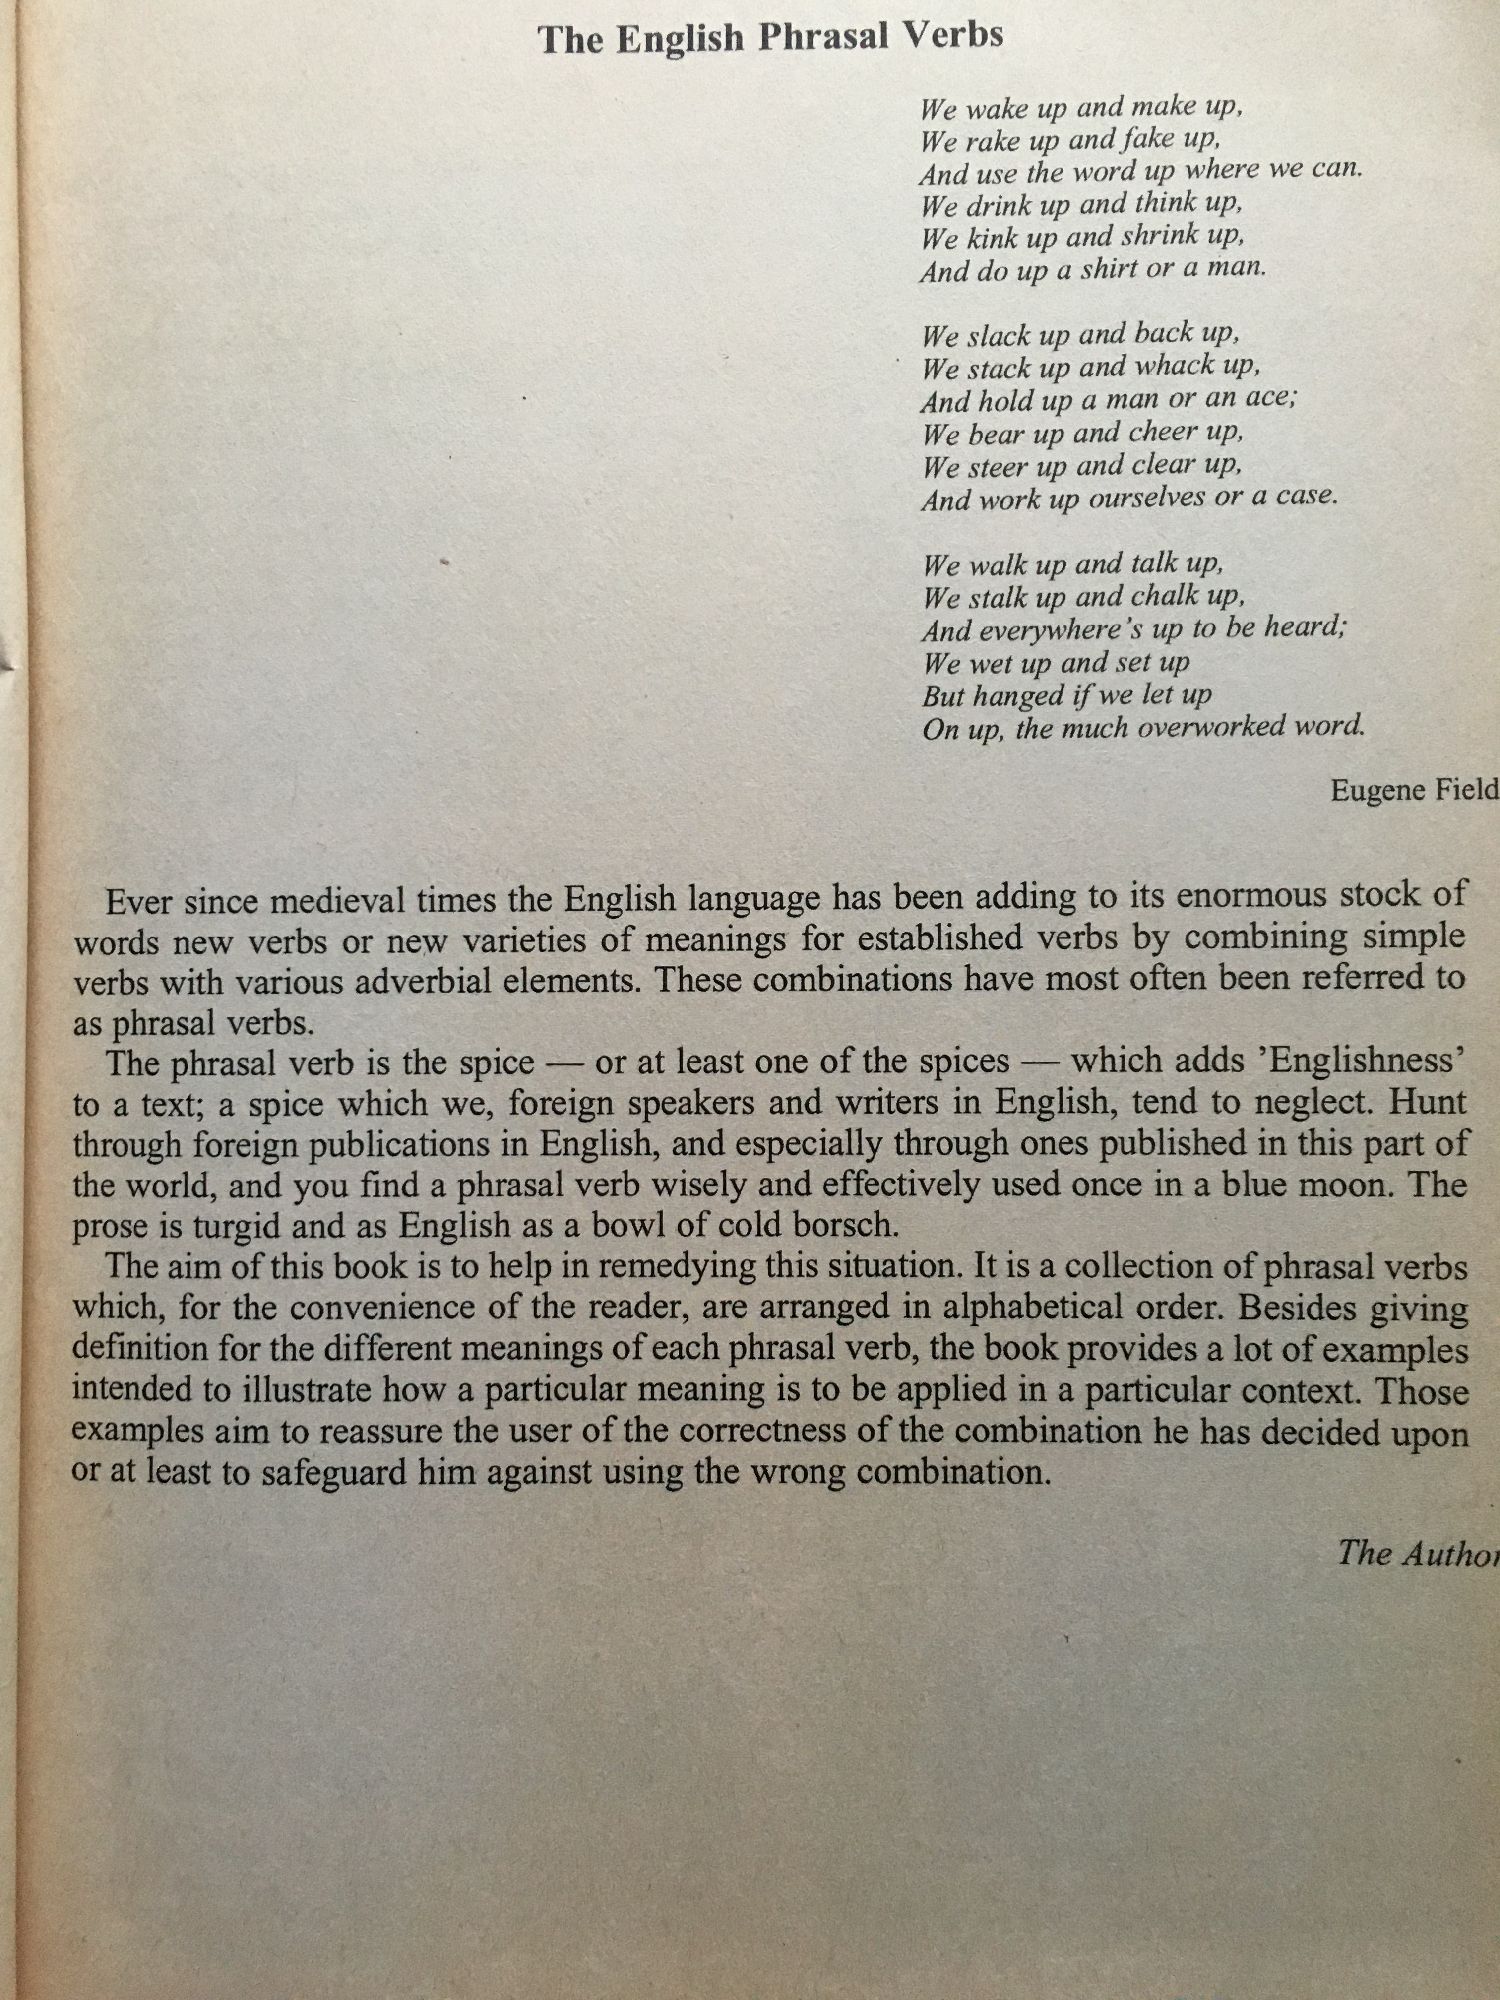 The English Phrasal Verbs
We wake up and make up,
We rake up and fake up,
And use the word up where we can.
We drink up and think up,
We kink up and shrink up,
And do up a shirt or a man.
We slack up and back up,
We stack up and whack up,
And hold up a man or an ace;
We bear up and cheer up,
We steer up and clear up,
And work up ourselves or a case.
We walk up and talk up,
We stalk up and chalk up,
And everywhere's up to be heard;
We wet up and set up
But hanged if we let up
On up, the much overworked word.
Eugene Field
Ever since medieval times the English language has been adding to its enormous stock of
words new verbs or new varieties of meanings for established verbs by combining simple
verbs with various adverbial elements. These combinations have most often been referred to
as phrasal verbs.
The phrasal verb is the spice — or at least one of the spices — which adds ’Englishness’
to a text; a spice which we, foreign speakers and writers in English, tend to neglect. Hunt
through foreign publications in English, and especially through ones published in this part of
the world, and you find a phrasal verb wisely and effectively used once in a blue moon. The
prose is turgid and as English as a bowl of cold borsch.
The aim of this book is to help in remedying this situation. It is a collection of phrasal verbs
which, for the convenience of the reader, are arranged in alphabetical order. Besides giving
definition for the different meanings of each phrasal verb, the book provides a lot of examples
intended to illustrate how a particular meaning is to be applied in a particular context. Those
examples aim to reassure the user of the correctness of the combination he has decided upon
or at least to safeguard him against using the wrong combination.
The Author